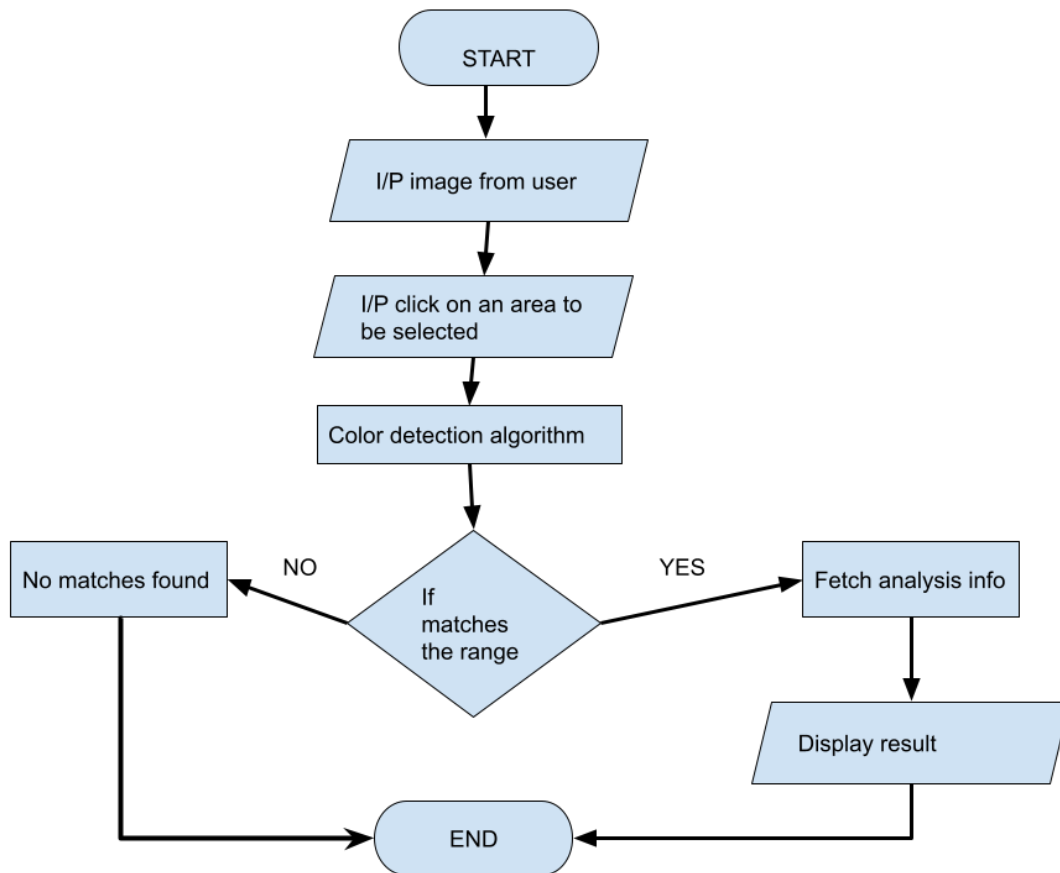 START
I/P image from user
I/P click on an area to
be selected
Color detection algorithm
NO
YES
No matches found
If
matches
the range
Fetch analysis info
Display result
END